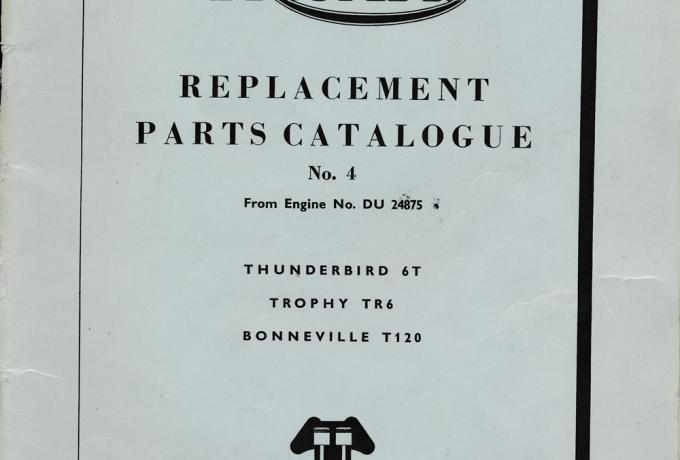 REPLACEMENT
PARTS CATALOGUE
No. 4
From Engine No. DU 24875
THUNDERBIRD 6T
TROPHY TR6
BONNEVILLE T120